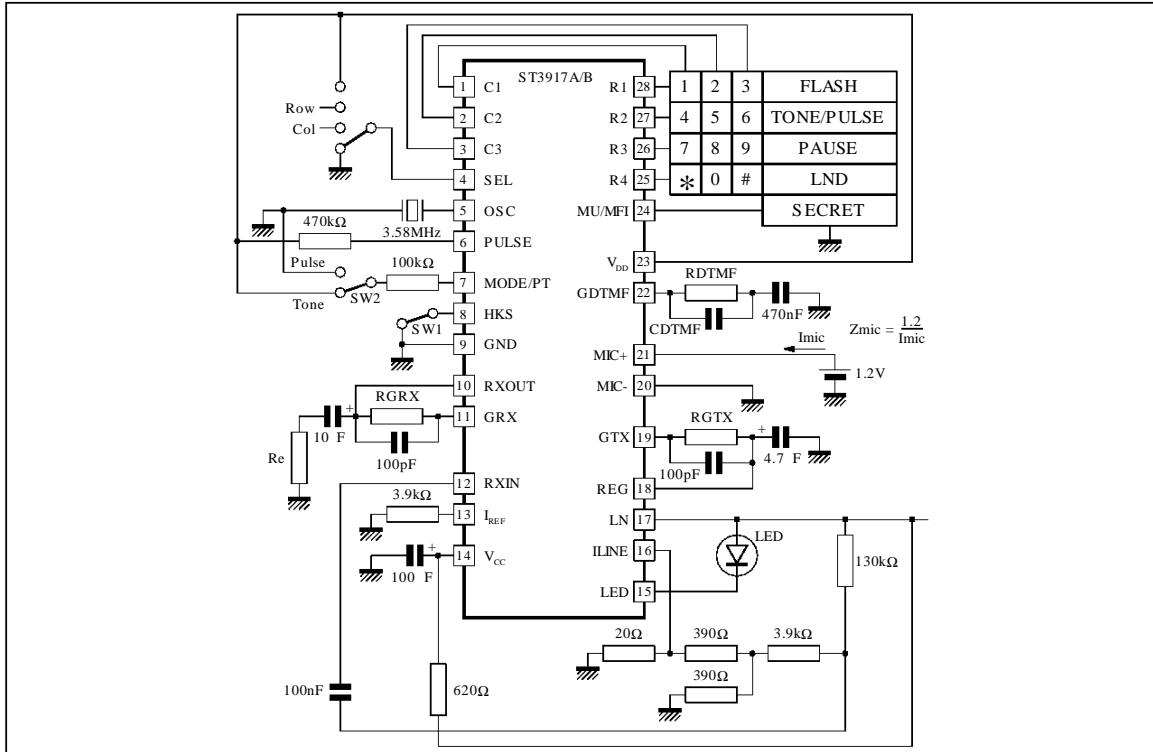 ST3917A/B
1 C1
2 C2
3 C3
4 SEL
5 OSC
6 PULSE
7 MODE/PT
8 HKS
9 GND
10 RXOUT
11 GRX
12 RXIN
13 IREF
14 VCC
R1 28
R2 27
R3 26
R4 25
MU/MFI 24
VDD 23
GDTMF 22
MIC+ 21
MIC- 20
GTX 19
REG 18
LN 17
ILINE 16
LED 15
1 2 3 FLASH
4 5 6 TONE/PULSE
7 8 9 PAUSE
* 0 # LND
SECRET
Row
Col
3.58MHz
470kΩ
Pulse
100kΩ
SW2
Tone
SW1
RGRX
10 F
+
100pF
Re
3.9kΩ
+
100 F
100nF
620Ω
RDTMF
CDTMF
470nF
Imic
Zmic = 1.2
Imic
1.2V
RGTX
+
100pF
4.7 F
LED
130kΩ
20Ω
390Ω
3.9kΩ
390Ω